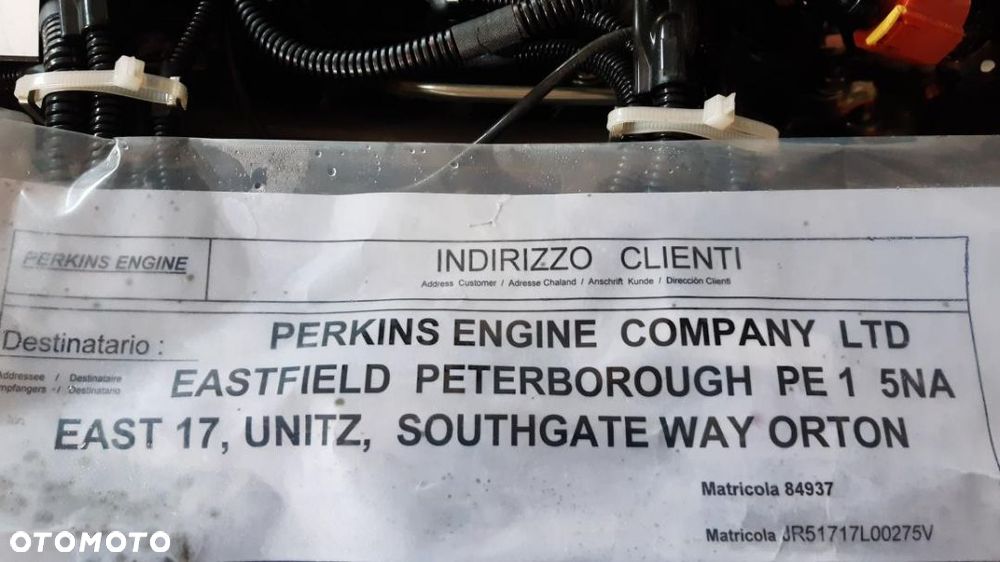 PERKINS ENGINE
INDIRIZZO CLIENTI
Address Customer / Adresse Chaland / Anschrift Kunde / Dirección Clienti
Destinatario :
PERKINS ENGINE COMPANY LTD
Addressee / Destinataire
mpfangers -/ Destinatario
EASTFIELD PETERBOROUGH PE 1 5NA
EAST 17, UNITZ, SOUTHGATE WAY ORTON
Matricola 84937
Matricola JR51717L00275V
OTOMOTO